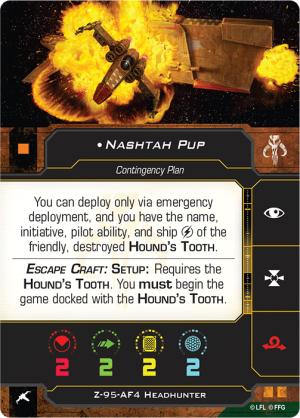 • Nashtah Pup
Contingency Plan
You can deploy only via emergency
deployment, and you have the name,
initiative, pilot ability, and ship of the
friendly, destroyed Hound's Tooth.
Escape Craft: Setup: Requires the
Hound's Tooth. You must begin the
game docked with the Hound's Tooth.
2 2 2 2
Z-95-AF4 Headhunter
© LFL © FFG